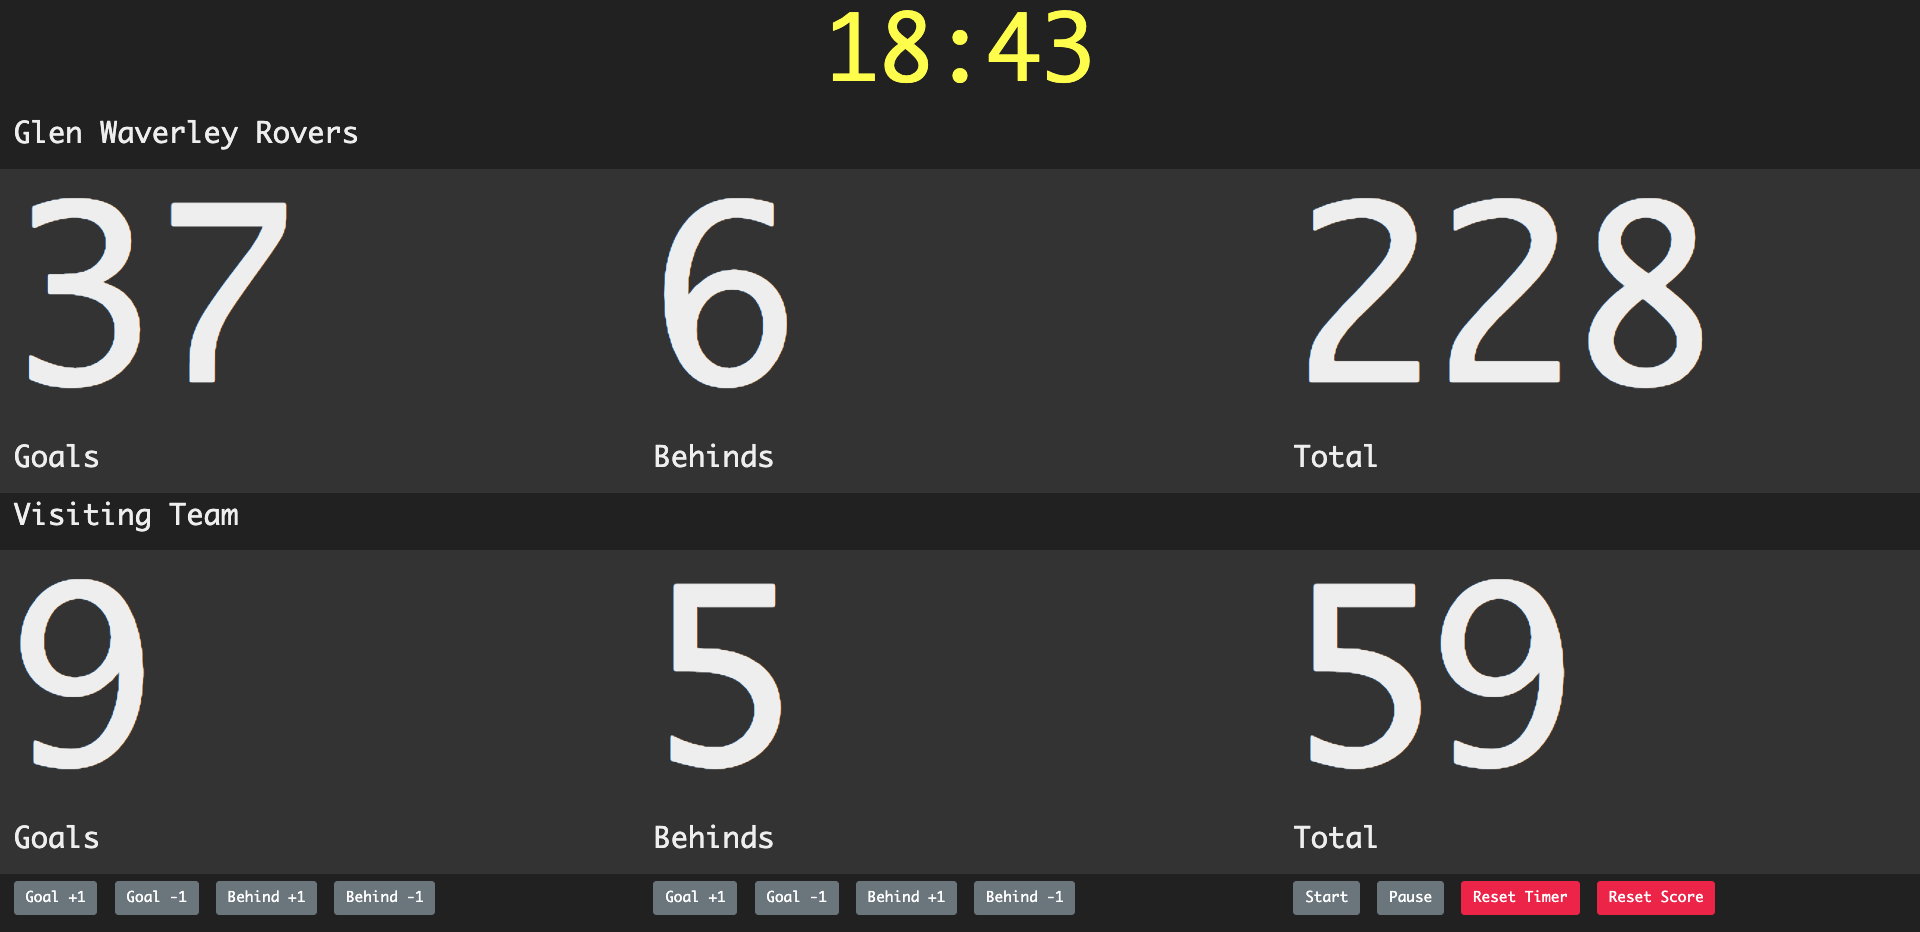 18:43
Glen Waverley Rovers
37 6 228
Goals Behinds Total
Visiting Team
9 5 59
Goals Behinds Total
Goal +1 Goal -1 Behind +1 Behind -1 Goal +1 Goal -1 Behind +1 Behind -1 Start Pause Reset Timer Reset Score